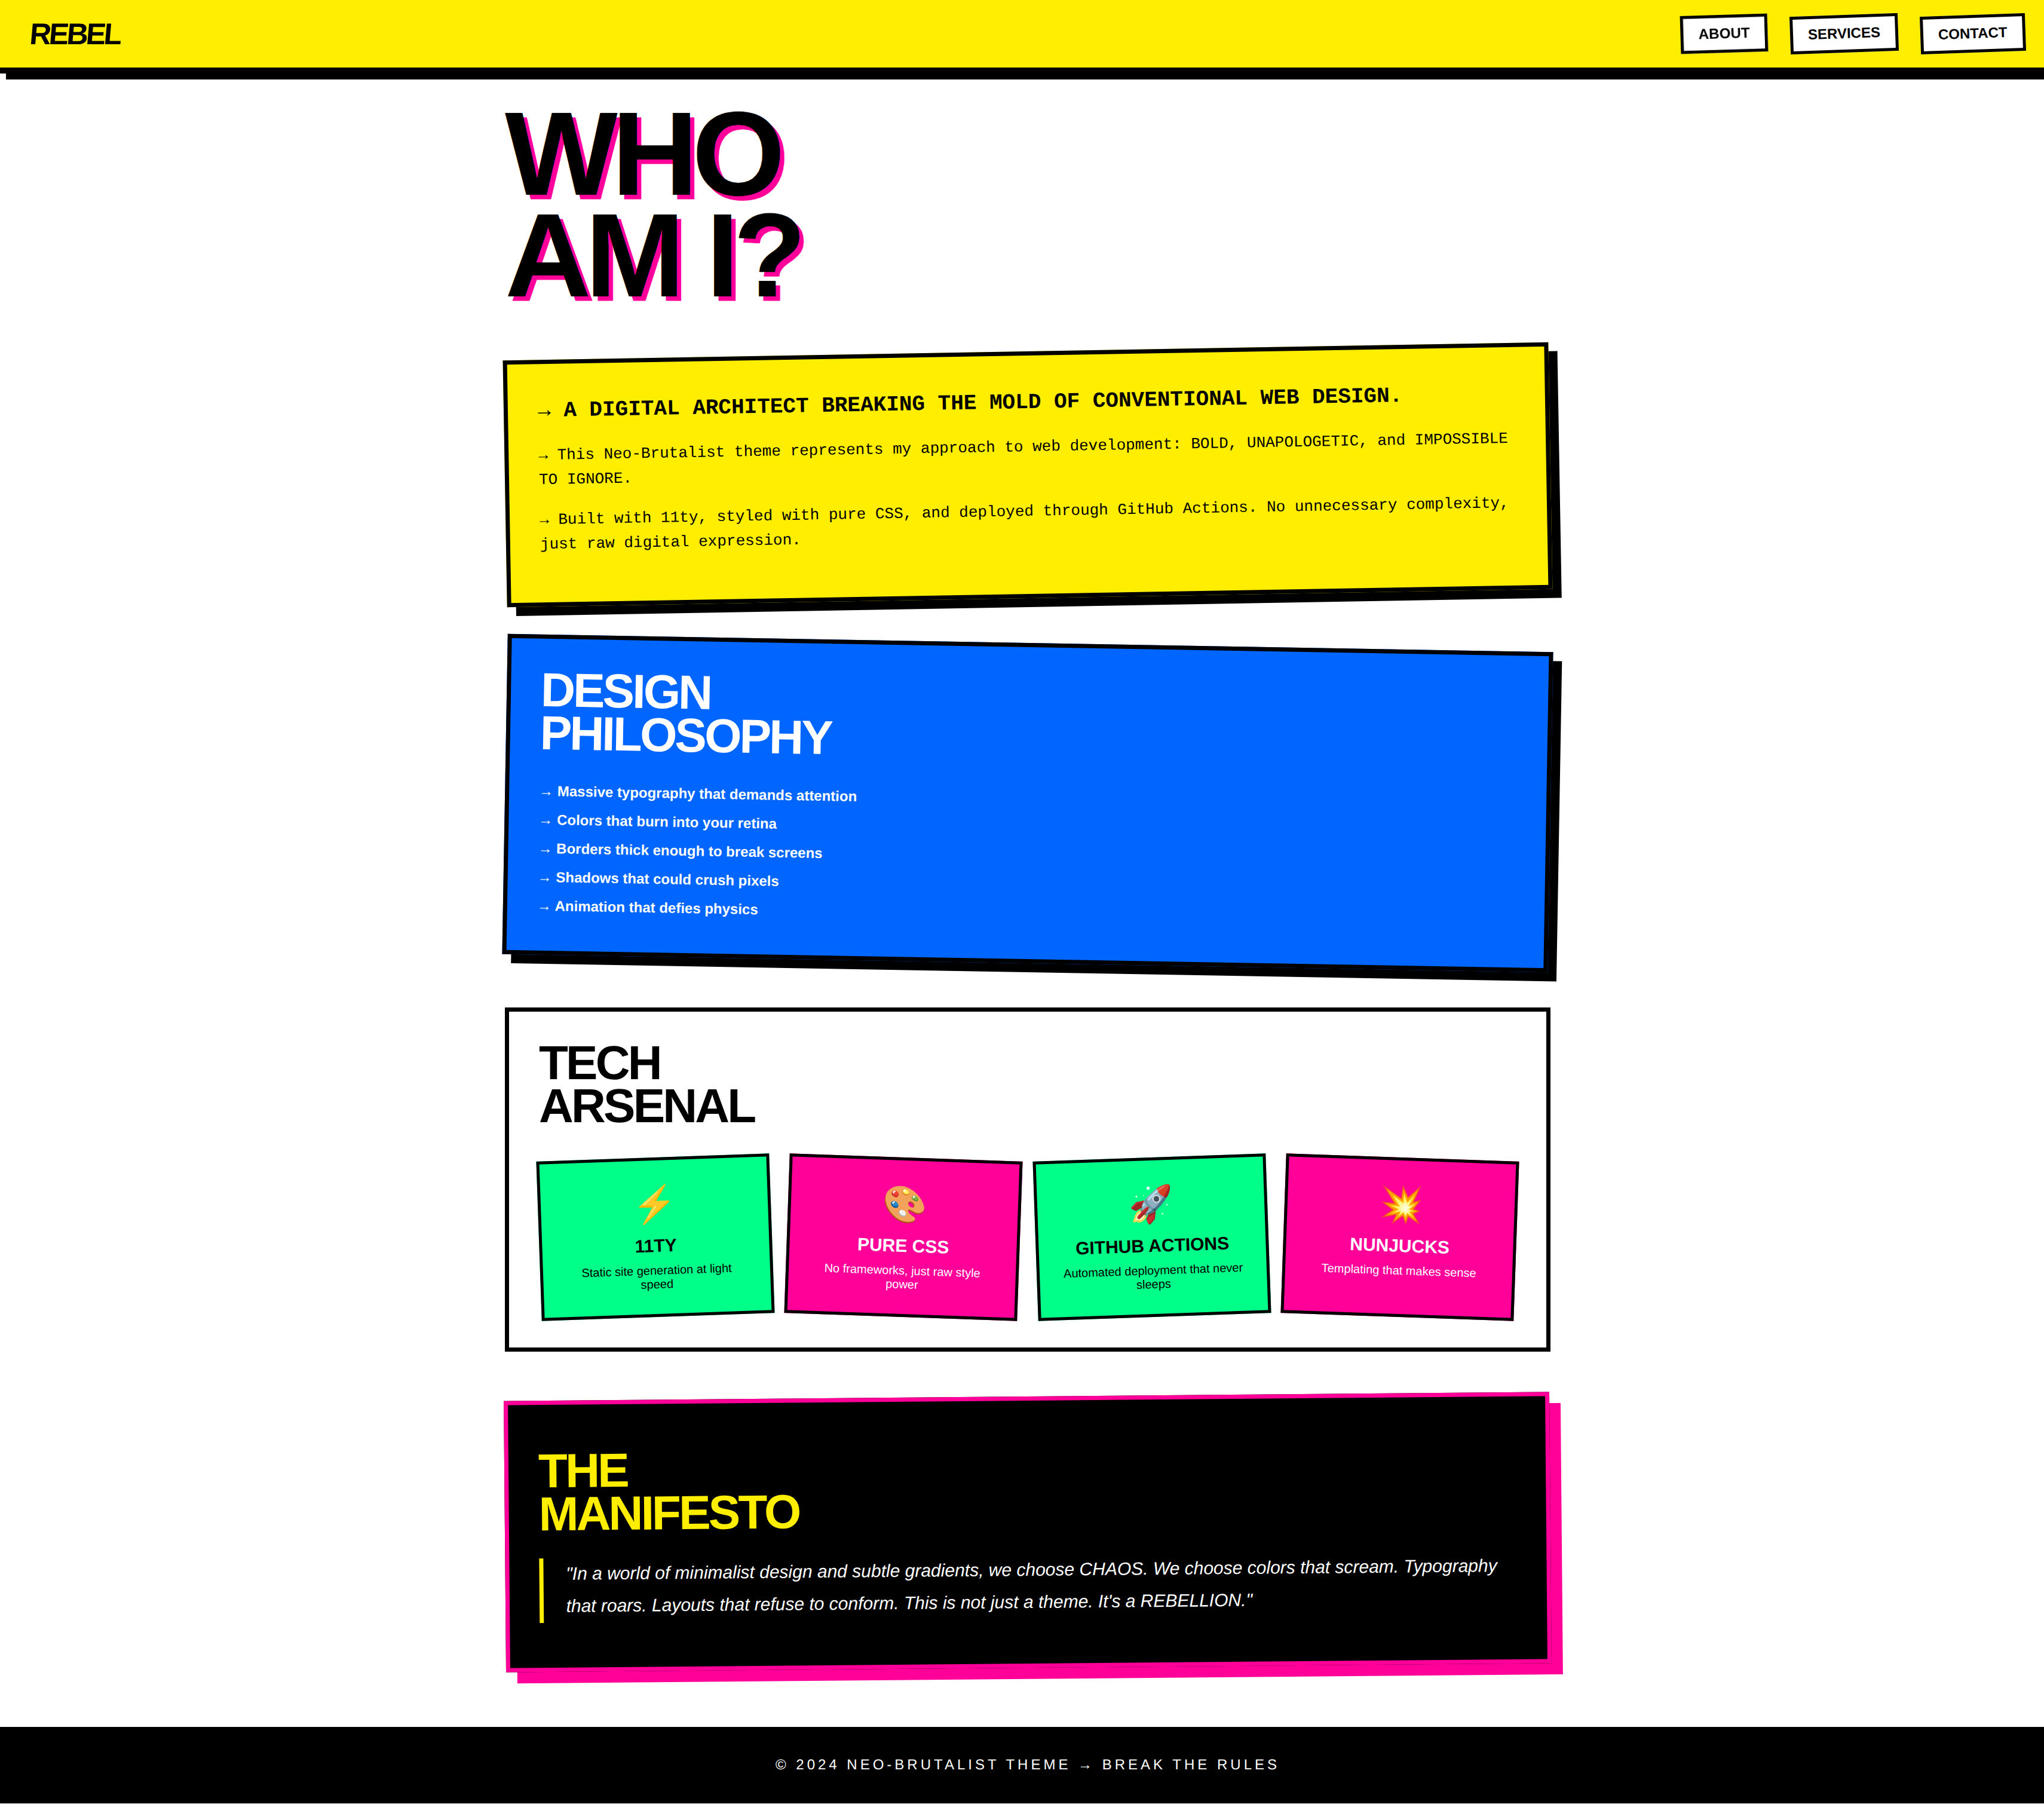 REBEL
ABOUT
SERVICES
CONTACT
WHO
AM I?
→ A DIGITAL ARCHITECT BREAKING THE MOLD OF CONVENTIONAL WEB DESIGN.
→ This Neo-Brutalist theme represents my approach to web development: BOLD, UNAPOLOGETIC, and IMPOSSIBLE
TO IGNORE.
→ Built with 11ty, styled with pure CSS, and deployed through GitHub Actions. No unnecessary complexity,
just raw digital expression.
DESIGN
PHILOSOPHY
→ Massive typography that demands attention
→ Colors that burn into your retina
→ Borders thick enough to break screens
→ Shadows that could crush pixels
→ Animation that defies physics
TECH
ARSENAL
11TY
Static site generation at light
speed
PURE CSS
No frameworks, just raw style
power
GITHUB ACTIONS
Automated deployment that never
sleeps
NUNJUCKS
Templating that makes sense
THE
MANIFESTO
"In a world of minimalist design and subtle gradients, we choose CHAOS. We choose colors that scream. Typography
that roars. Layouts that refuse to conform. This is not just a theme. It's a REBELLION."
© 2024 NEO-BRUTALIST THEME → BREAK THE RULES